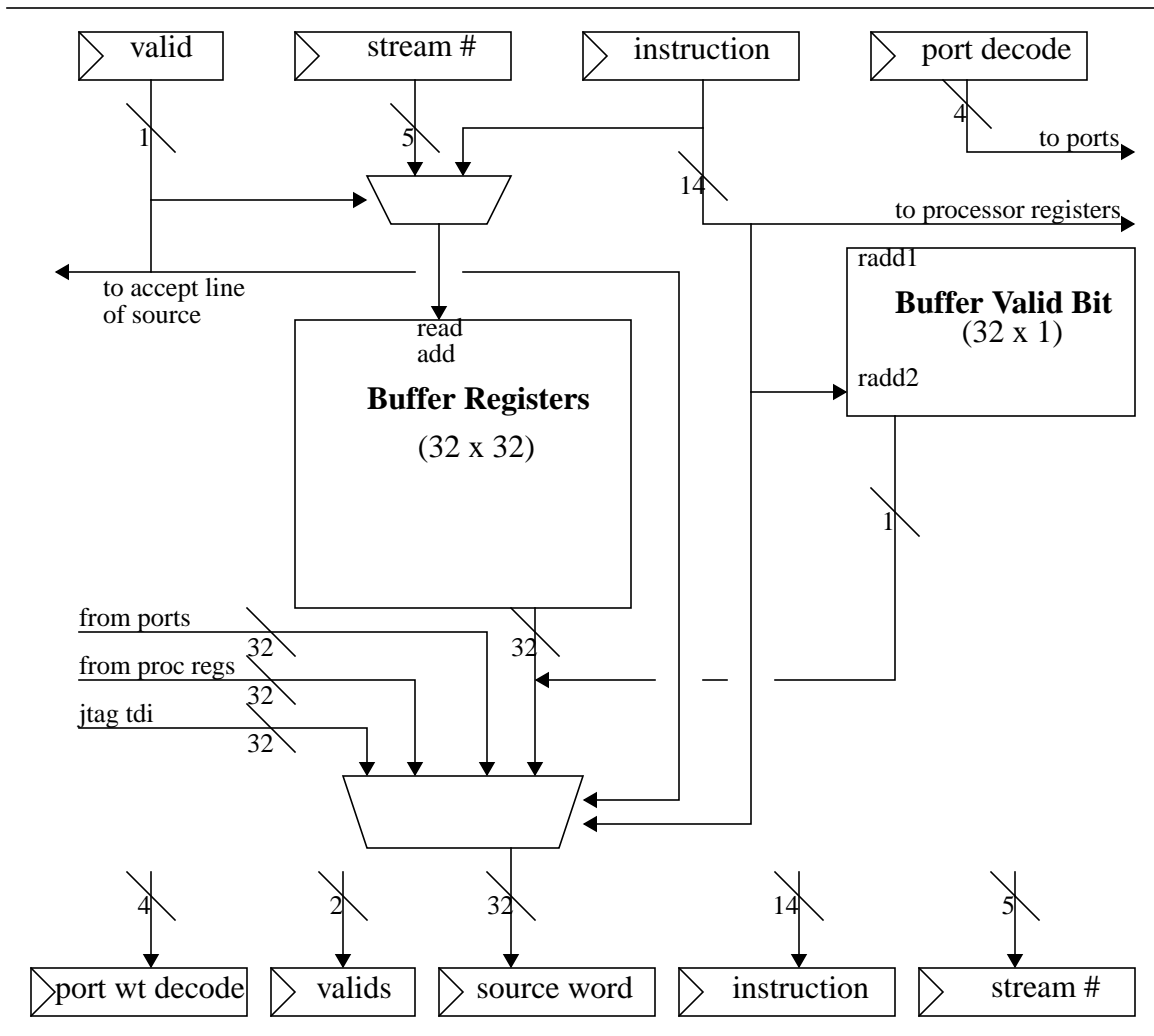 valid
stream #
instruction
port decode
1
5
4
to ports
14
to processor registers
radd1
to accept line
of source
Buffer Valid Bit
(32 x 1)
read
add
radd2
Buffer Registers
(32 x 32)
1
from ports
32
32
from proc regs
32
jtag tdi
32
4
2
32
14
5
port wt decode
valids
source word
instruction
stream #